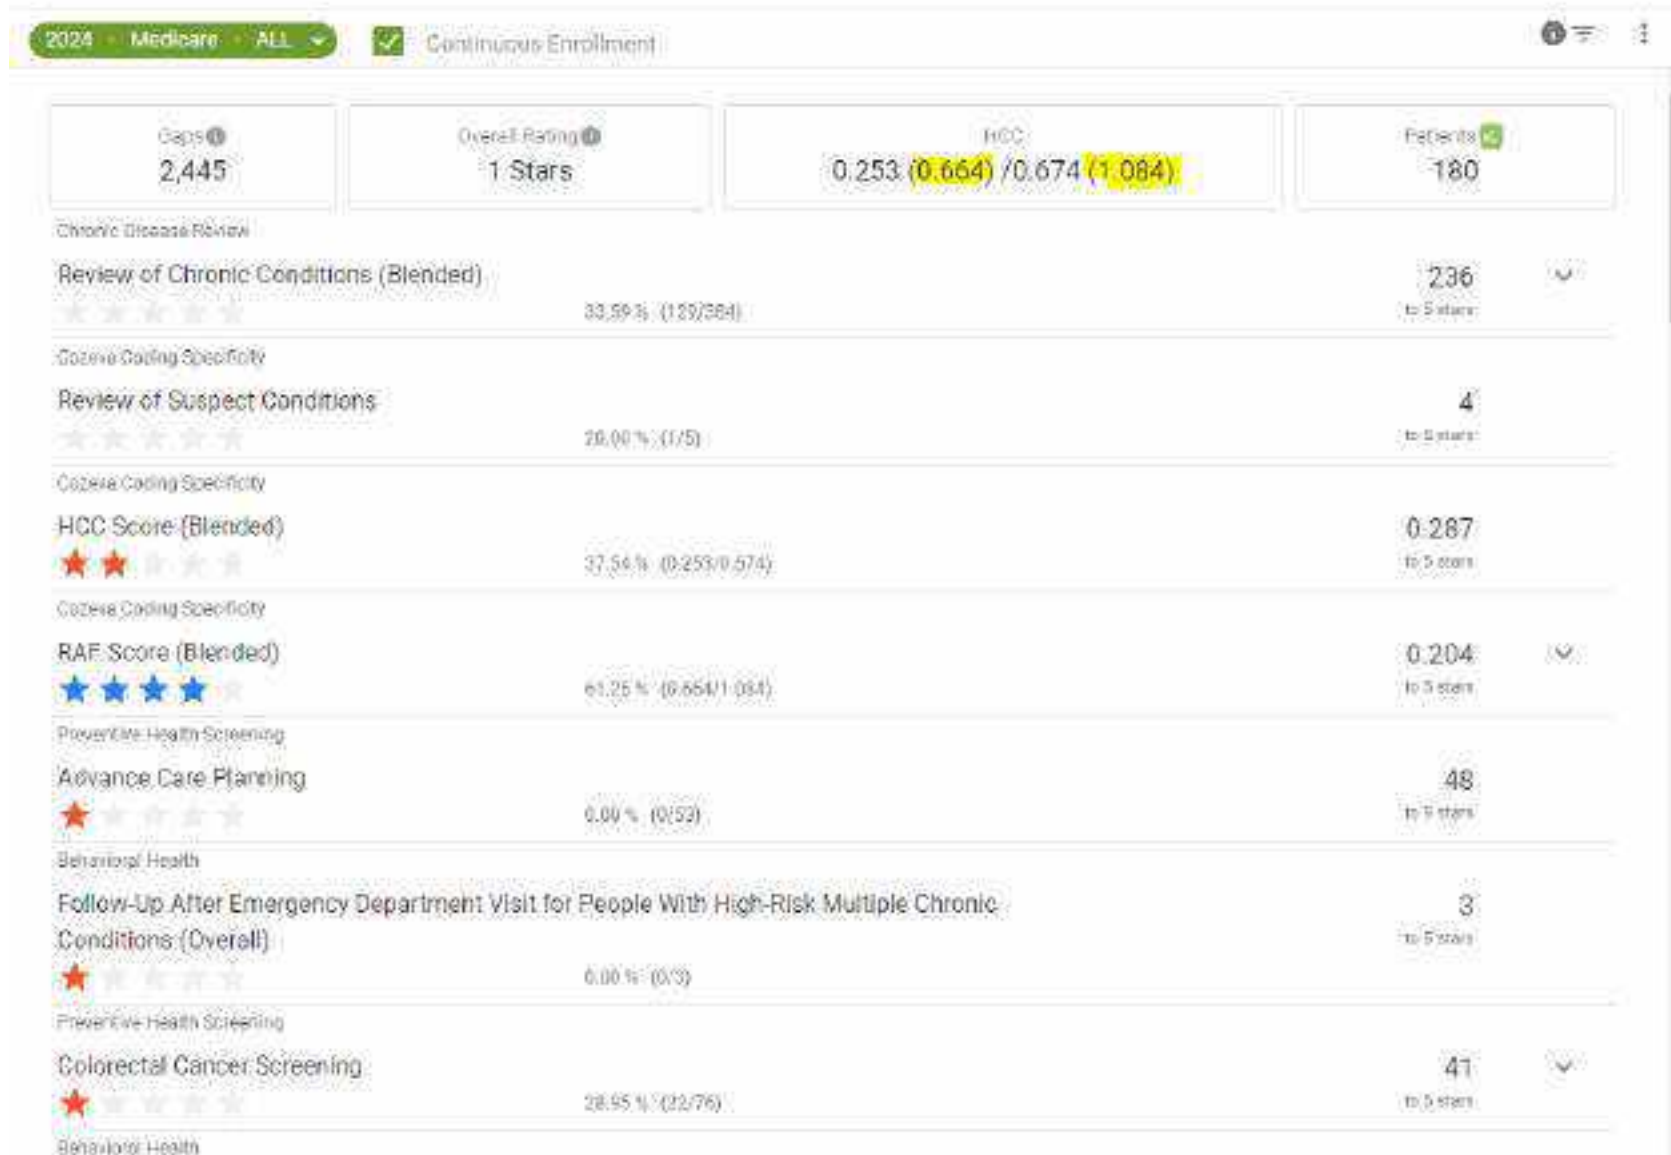 2024 - Medicare - ALL
Continuous Enrollment
Gaps
2,445
Overall Rating
1 Stars
HCC
0.253 (0.664) /0.674 (1.084)
Patients
180
Chronic Disease Review
Review of Chronic Conditions (Blended)
33.59 % (129/384)
236
to 5 stars
Cozeva Coding Specificity
Review of Suspect Conditions
20.00 % (1/5)
4
to 5 stars
Cozeva Coding Specificity
HCC Score (Blended)
37.54 % (0.253/0.674)
0.287
to 5 stars
Cozeva Coding Specificity
RAF Score (Blended)
61.25 % (0.664/1.084)
0.204
to 5 stars
Preventive Health Screening
Advance Care Planning
0.00 % (0/53)
48
to 5 stars
Behavioral Health
Follow-Up After Emergency Department Visit for People With High-Risk Multiple Chronic
Conditions (Overall)
0.00 % (0/3)
3
to 5 stars
Preventive Health Screening
Colorectal Cancer Screening
28.95 % (22/76)
41
to 5 stars
Behavioral Health